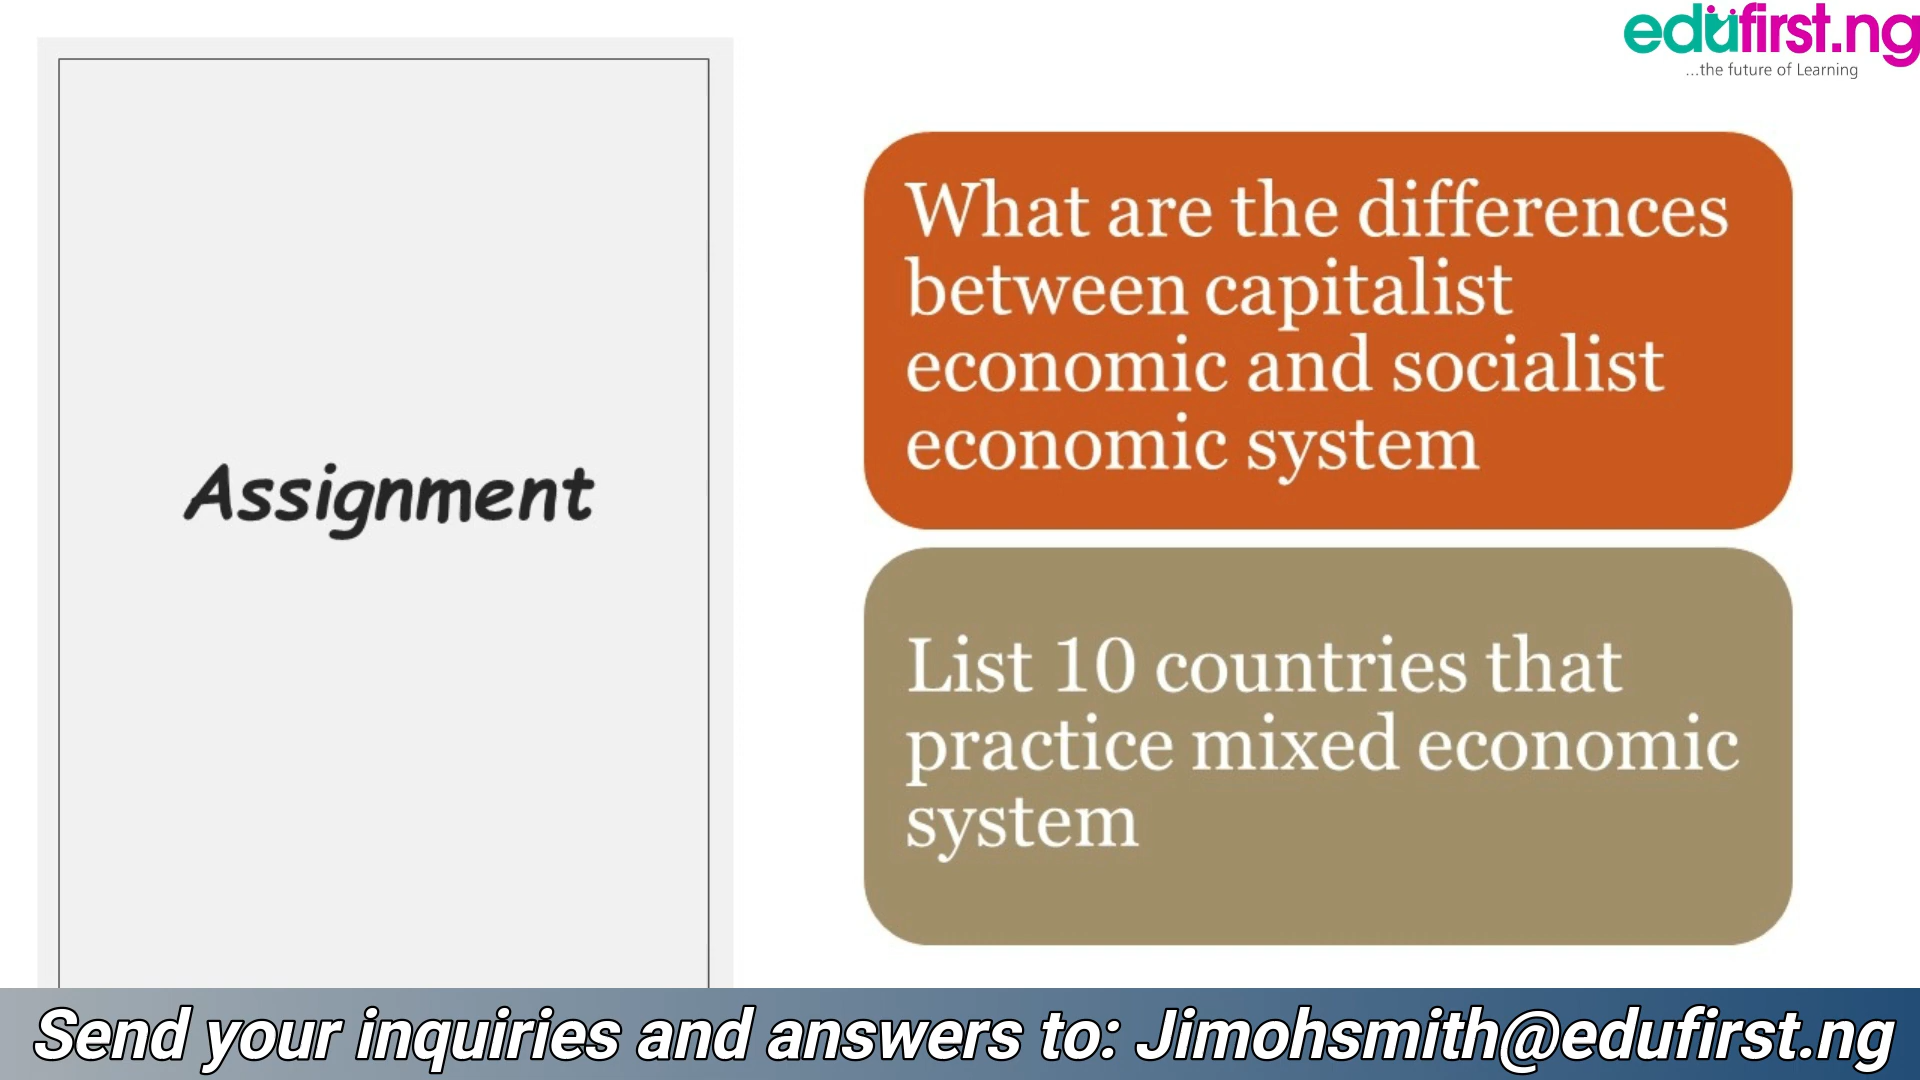 edufirst.ng
...the future of Learning
Assignment
What are the differences
between capitalist
economic and socialist
economic system
List 10 countries that
practice mixed economic
system
Send your inquiries and answers to: Jimohsmith@edufirst.ng